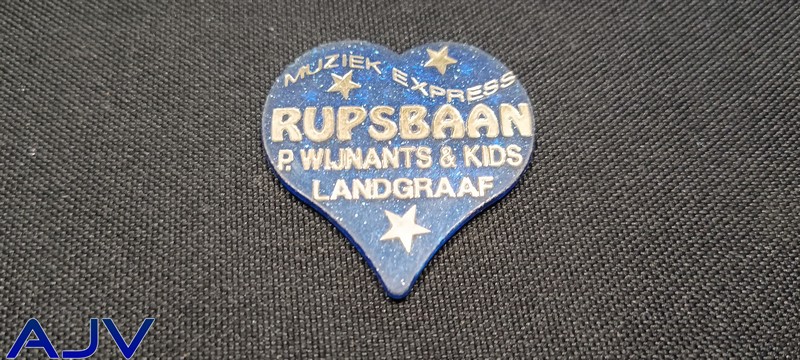 MUZIEK EXPRESS
RUPSBAAN
P. WIJNANTS & KIDS
LANDGRAAF
AJV